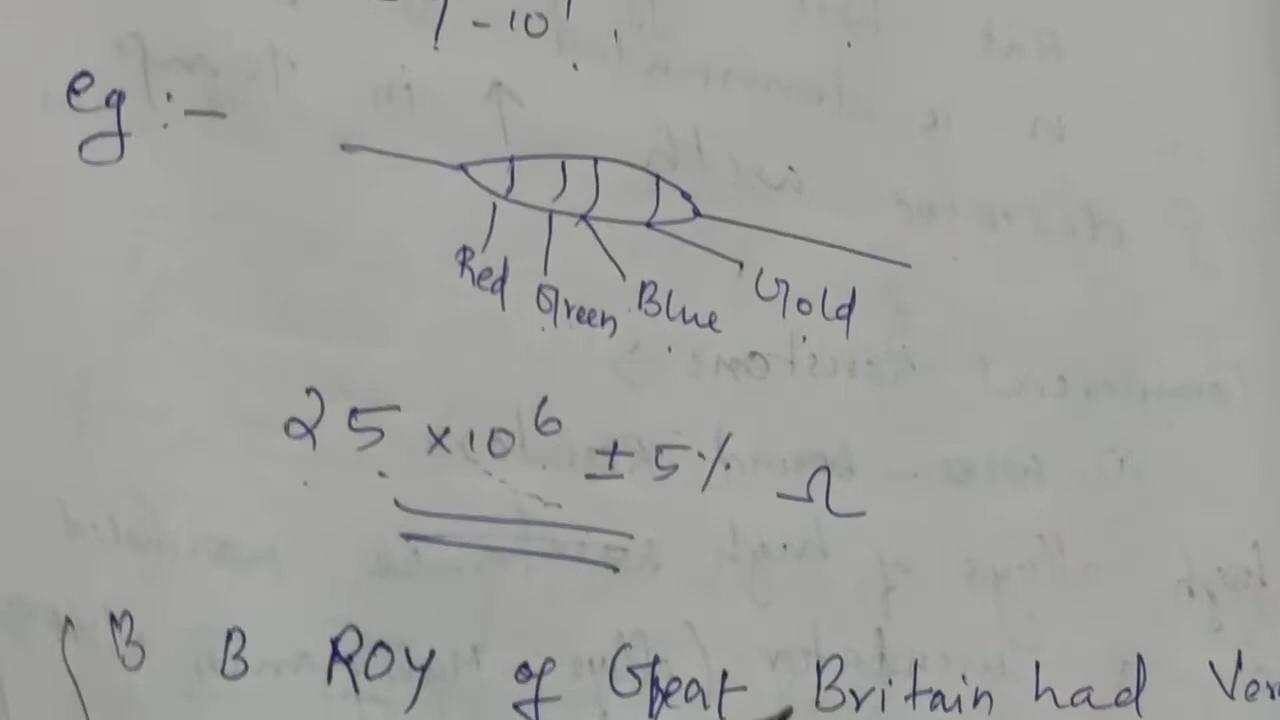 eg :-
Red Green Blue Gold
25 ×10⁶ ± 5% Ω
B B ROY of Great Britain had